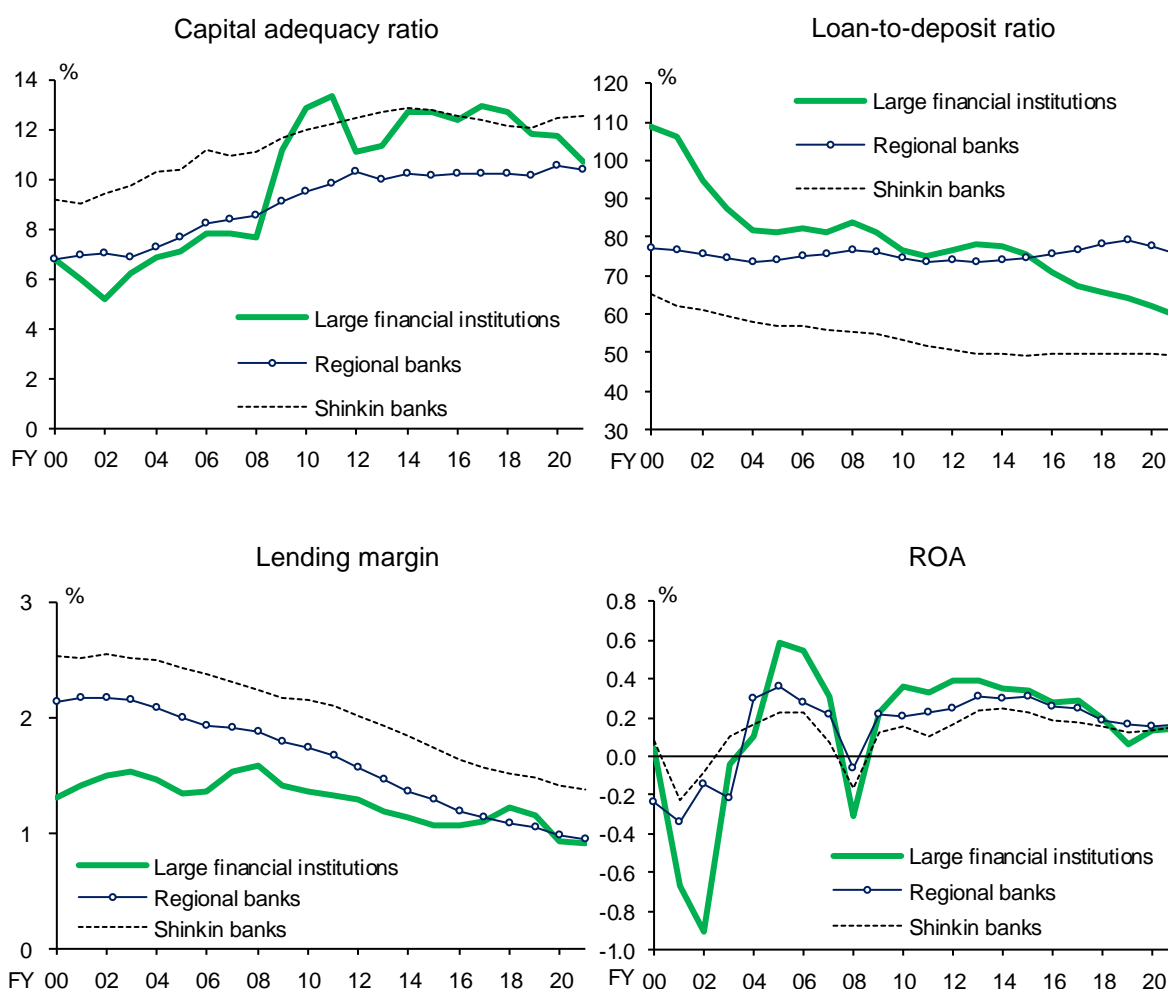 Capital adequacy ratio
%
14
12
10
8
6
4
2
0
Large financial institutions
Regional banks
Shinkin banks
FY 00 02 04 06 08 10 12 14 16 18 20
Loan-to-deposit ratio
%
120
110
100
90
80
70
60
50
40
30
Large financial institutions
Regional banks
Shinkin banks
FY 00 02 04 06 08 10 12 14 16 18 20
Lending margin
%
3
2
1
0
Large financial institutions
Regional banks
Shinkin banks
FY 00 02 04 06 08 10 12 14 16 18 20
ROA
%
0.8
0.6
0.4
0.2
0.0
-0.2
-0.4
-0.6
-0.8
-1.0
Large financial institutions
Regional banks
Shinkin banks
FY 00 02 04 06 08 10 12 14 16 18 20